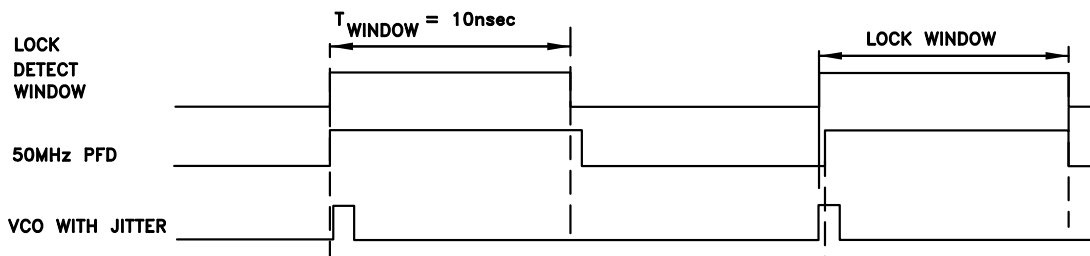 T WINDOW = 10nsec
LOCK WINDOW
LOCK
DETECT
WINDOW
50MHz PFD
VCO WITH JITTER